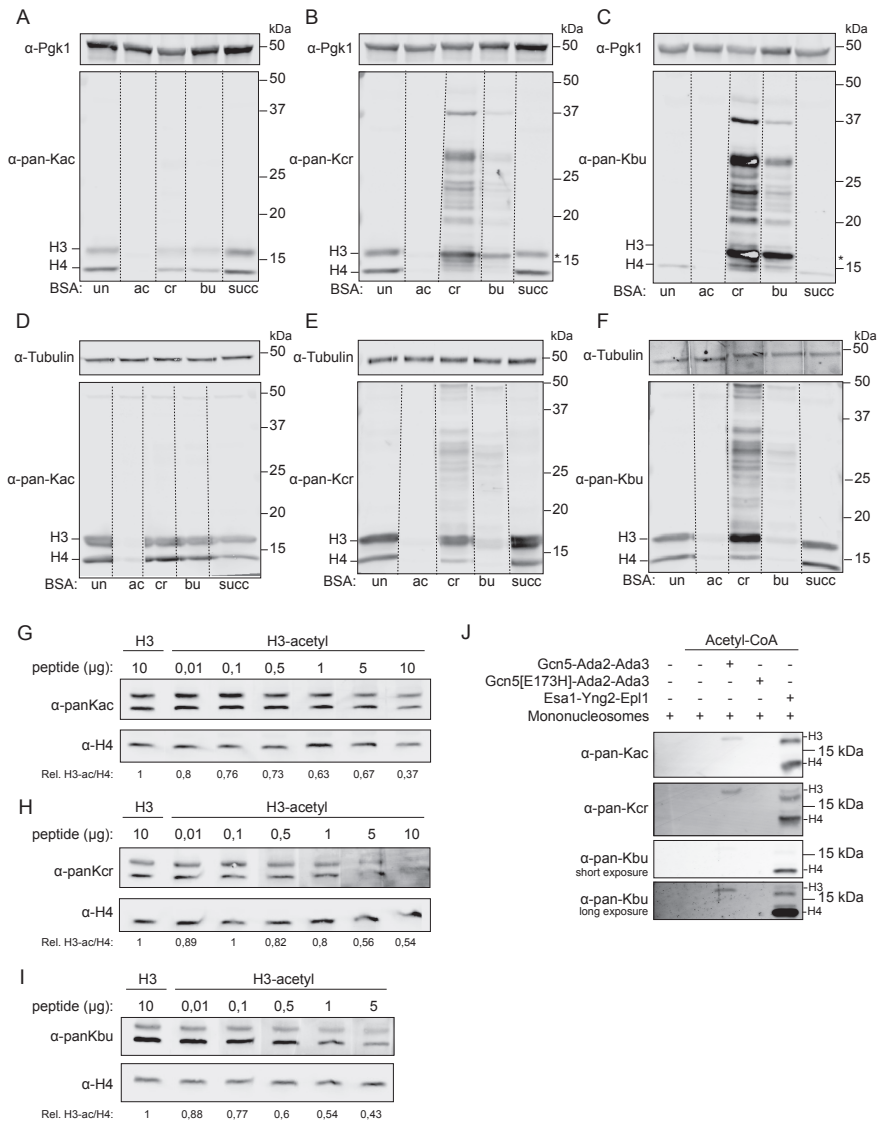 A
kDa
α-Pgk1
50
50
37
α-pan-Kac
25
20
H3
15
H4
BSA: un ac cr bu succ
B
kDa
α-Pgk1
50
50
37
α-pan-Kcr
25
20
H3
*
15
H4
BSA: un ac cr bu succ
C
kDa
α-Pgk1
50
50
37
α-pan-Kbu
25
20
H3
*
H4
15
BSA: un ac cr bu succ
D
kDa
α-Tubulin
50
50
37
α-pan-Kac
25
20
H3
15
H4
BSA: un ac cr bu succ
E
kDa
α-Tubulin
50
50
37
α-pan-Kcr
25
20
H3
15
H4
BSA: un ac cr bu succ
F
kDa
α-Tubulin
50
50
37
α-pan-Kbu
25
20
H3
15
H4
BSA: un ac cr bu succ
G
H3 H3-acetyl
peptide (μg): 10 0,01 0,1 0,5 1 5 10
α-panKac
α-H4
Rel. H3-ac/H4: 1 0,8 0,76 0,73 0,63 0,67 0,37
H
H3 H3-acetyl
peptide (μg): 10 0,01 0,1 0,5 1 5 10
α-panKcr
α-H4
Rel. H3-ac/H4: 1 0,89 1 0,82 0,8 0,56 0,54
I
H3 H3-acetyl
peptide (μg): 10 0,01 0,1 0,5 1 5
α-panKbu
α-H4
Rel. H3-ac/H4: 1 0,88 0,77 0,6 0,54 0,43
J
Acetyl-CoA
Gcn5-Ada2-Ada3 - - + - -
Gcn5[E173H]-Ada2-Ada3 - - - + -
Esa1-Yng2-Epl1 - - - - +
Mononucleosomes + + + + +
H3
α-pan-Kac
15 kDa
H4
H3
α-pan-Kcr
15 kDa
H4
α-pan-Kbu
15 kDa
short exposure
H4
H3
α-pan-Kbu
15 kDa
long exposure
H4